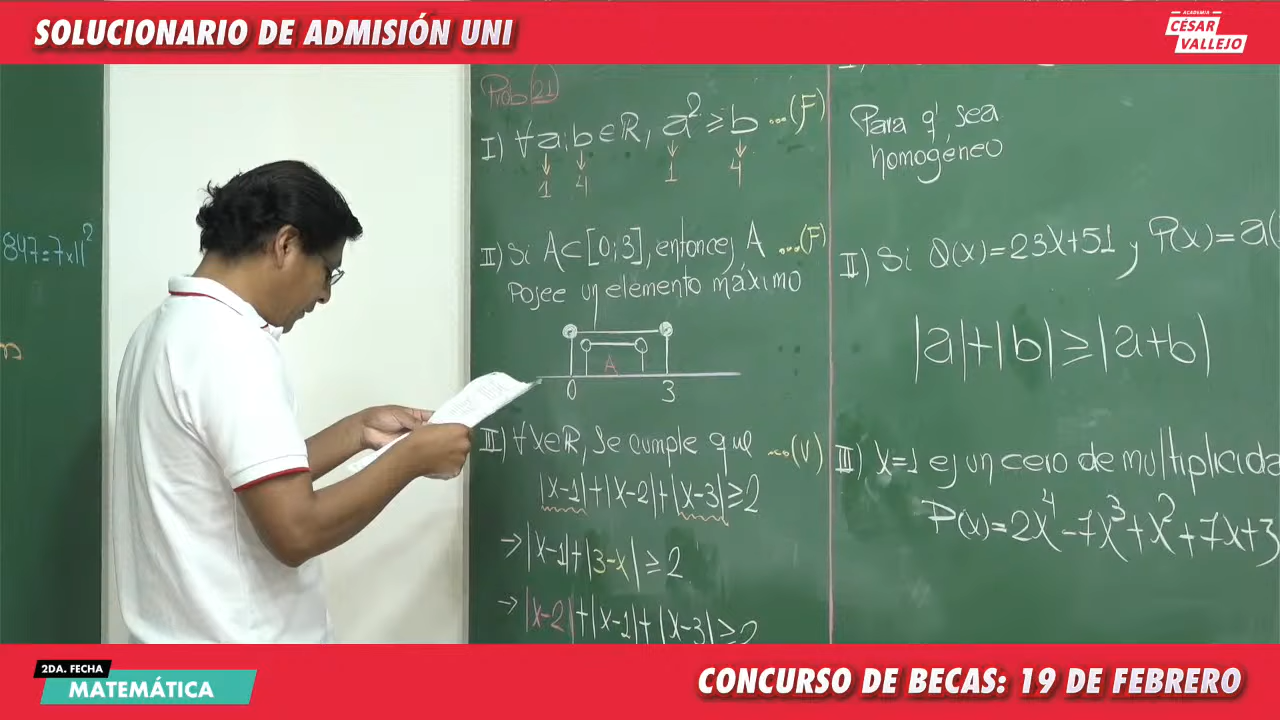 SOLUCIONARIO DE ADMISIÓN UNI
ACADEMIA
CÉSAR
VALLEJO
847=7x11²
Prob 21
I) ∀a;b∈ℝ, a²≥b ...(F)
1 4 1 4
II) Si A⊂[0;3], entonces A ...(F)
Posee un elemento máximo
A
0 3
III) ∀x∈ℝ, Se cumple que ...(V)
|x-1|+|x-2|+|x-3|≥2
→|x-1|+|3-x|≥2
→|x-2|+|x-1|+|x-3|≥2
Para q' sea
homogéneo
II) Si Q(x)=23x+51 y P(x)=a(
|a|+|b|≥|a+b|
III) x=1 es un cero de multiplicida
P(x)=2x⁴-7x³+x²+7x+3
2DA. FECHA
MATEMÁTICA
CONCURSO DE BECAS: 19 DE FEBRERO